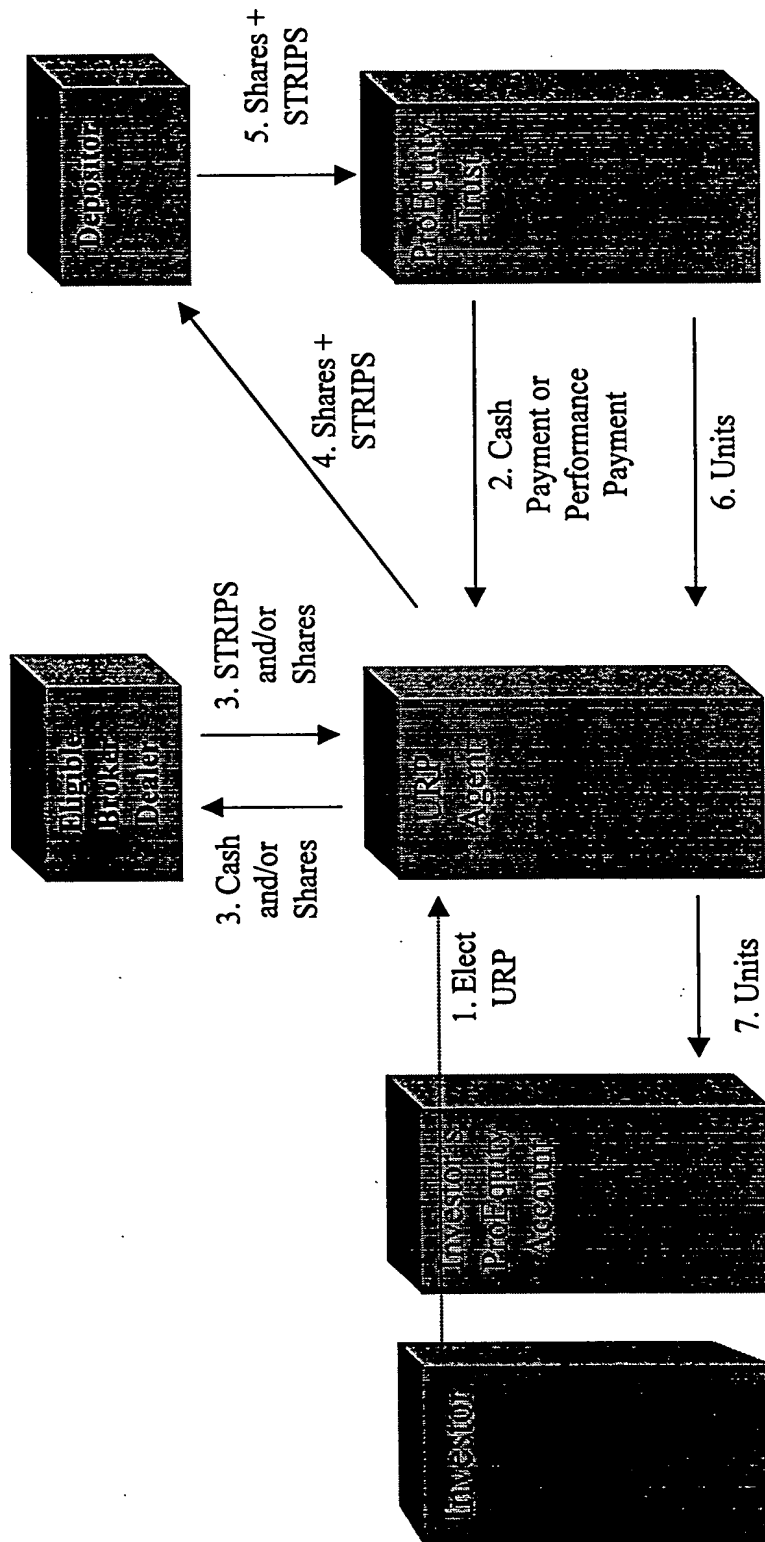 Eligible
Broker
Dealer
Depositor
3. Cash
and/or
Shares
3. STRIPS
and/or
Shares
4. Shares +
STRIPS
5. Shares +
STRIPS
Investor
Investor's
ProEquity
Account
1. Elect
URP
URP
Agent
2. Cash
Payment or
Performance
Payment
ProEquity
Trust
7. Units
6. Units